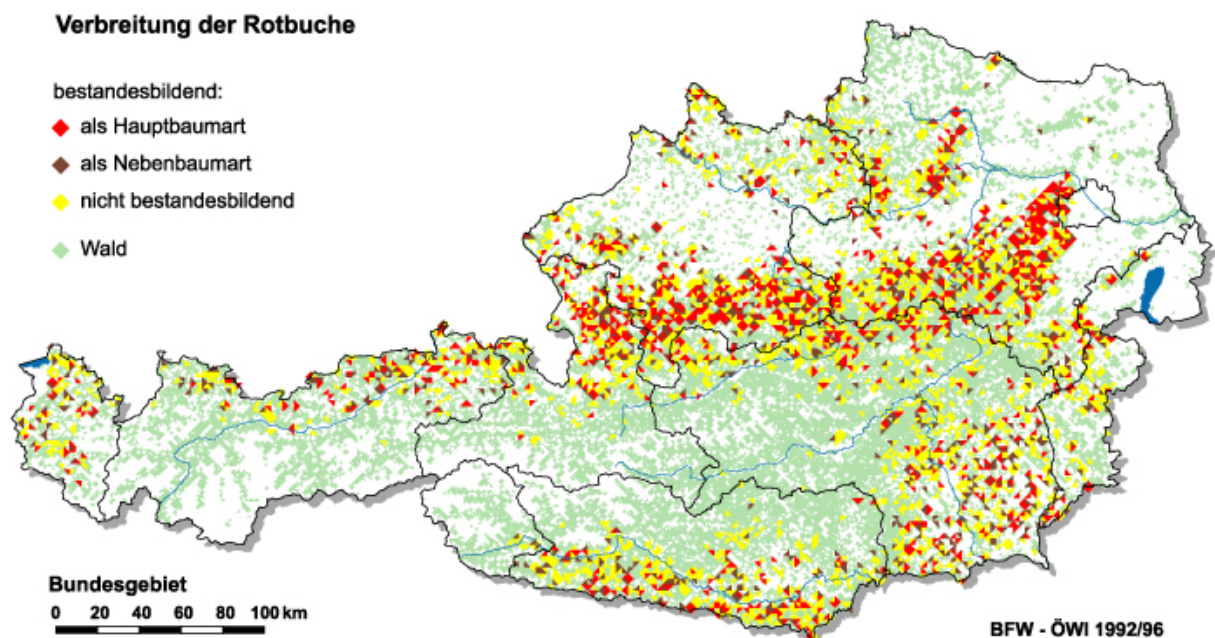 Verbreitung der Rotbuche
bestandesbildend:
als Hauptbaumart
als Nebenbaumart
nicht bestandesbildend
Wald
Bundesgebiet
0 20 40 60 80 100 km
BFW - ÖWI 1992/96